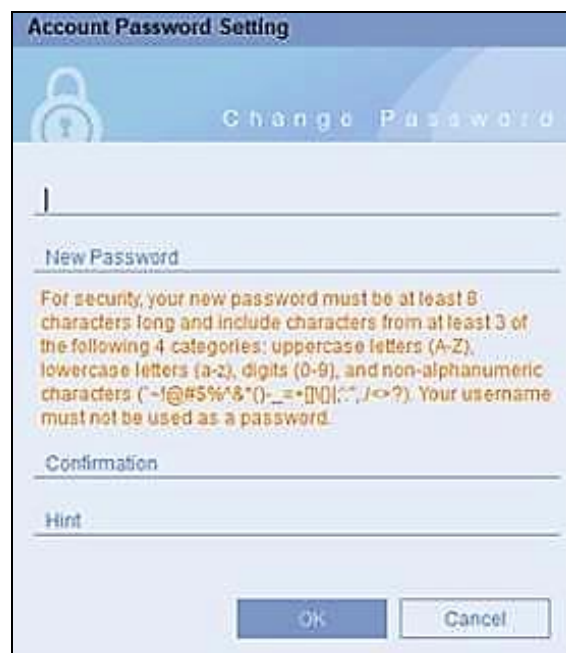 Account Password Setting
Change Password
New Password
For security, your new password must be at least 8
characters long and include characters from at least 3 of
the following 4 categories: uppercase letters (A-Z),
lowercase letters (a-z), digits (0-9), and non-alphanumeric
characters Your username
must not be used as a password.
Confirmation
Hint
OK
Cancel